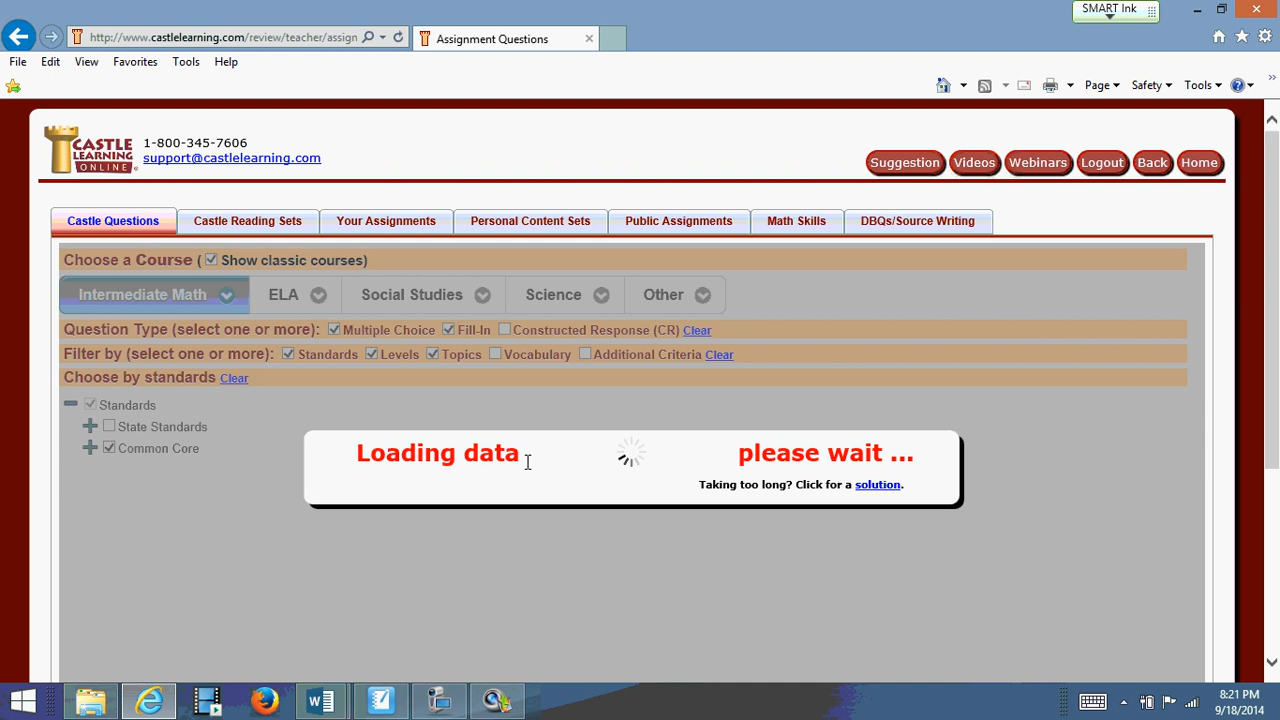 SMART Ink
http://www.castlelearning.com/review/teacher/assign
Assignment Questions
File Edit View Favorites Tools Help
Page Safety Tools
CASTLE LEARNING ONLINE
1-800-345-7606
support@castlelearning.com
Suggestion Videos Webinars Logout Back Home
Castle Questions Castle Reading Sets Your Assignments Personal Content Sets Public Assignments Math Skills DBQs/Source Writing
Choose a Course ( Show classic courses)
Intermediate Math ELA Social Studies Science Other
Question Type (select one or more): Multiple Choice Fill-In Constructed Response (CR) Clear
Filter by (select one or more): Standards Levels Topics Vocabulary Additional Criteria Clear
Choose by standards Clear
Standards
State Standards
Common Core
Loading data please wait ...
Taking too long? Click for a solution.
8:21 PM
9/18/2014